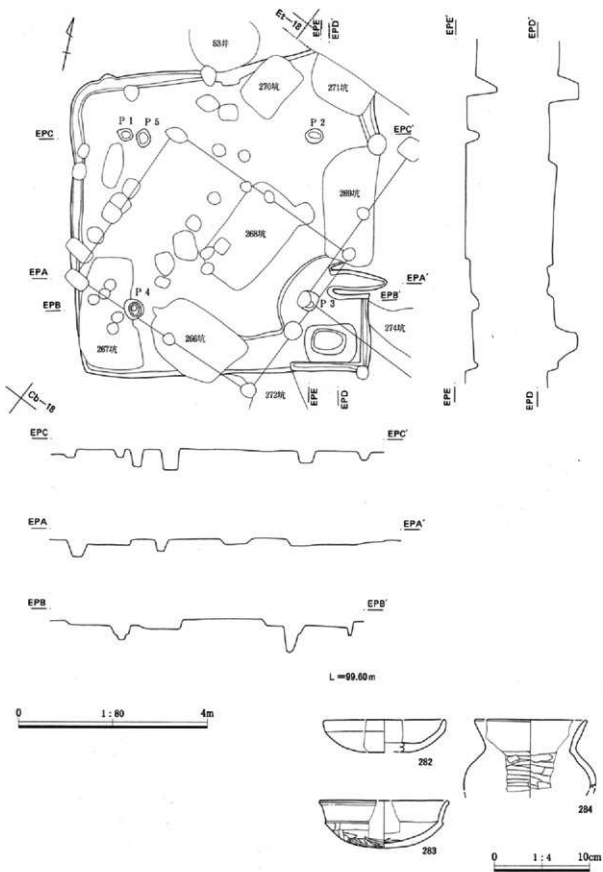 53井
Et-18
EPE´
EPD´
270坑
271坑
P 1
P 5
P 2
EPC
EPC´
269坑
268坑
EPA
EPA´
EPB
EPB´
P 4
P 3
267坑
266坑
274坑
272坑
EPE
EPD
Cb-18
EPE´
EPD´
EPE
EPD
EPC
EPC´
EPA
EPA´
EPB
EPB´
L =99.60m
0 1 : 80 4m
282
283
284
0 1 : 4 10cm